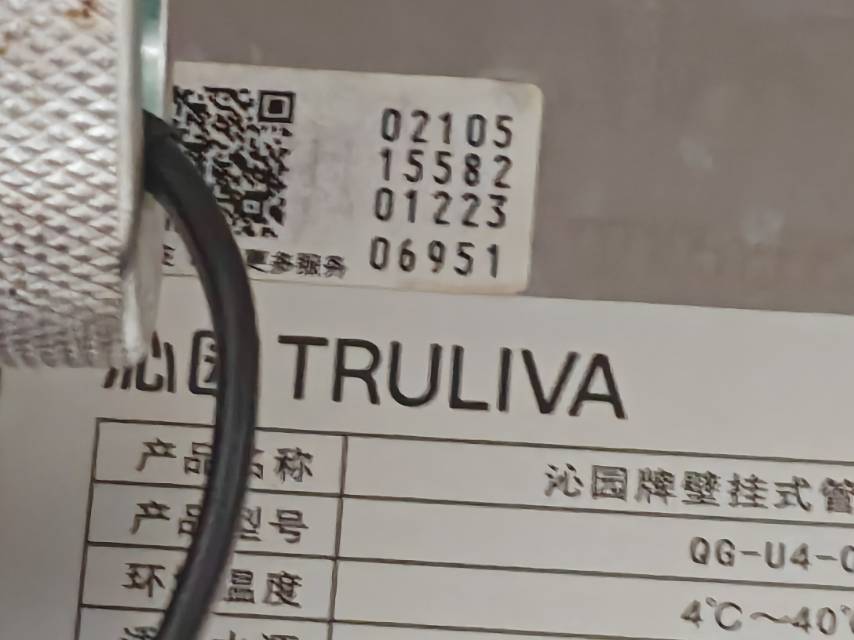 02105
15582
01223
06951
更多服务
沁园 TRULIVA
产品名称 沁园牌壁挂式管
产品型号 QG-U4-
环境温度 4℃～40℃